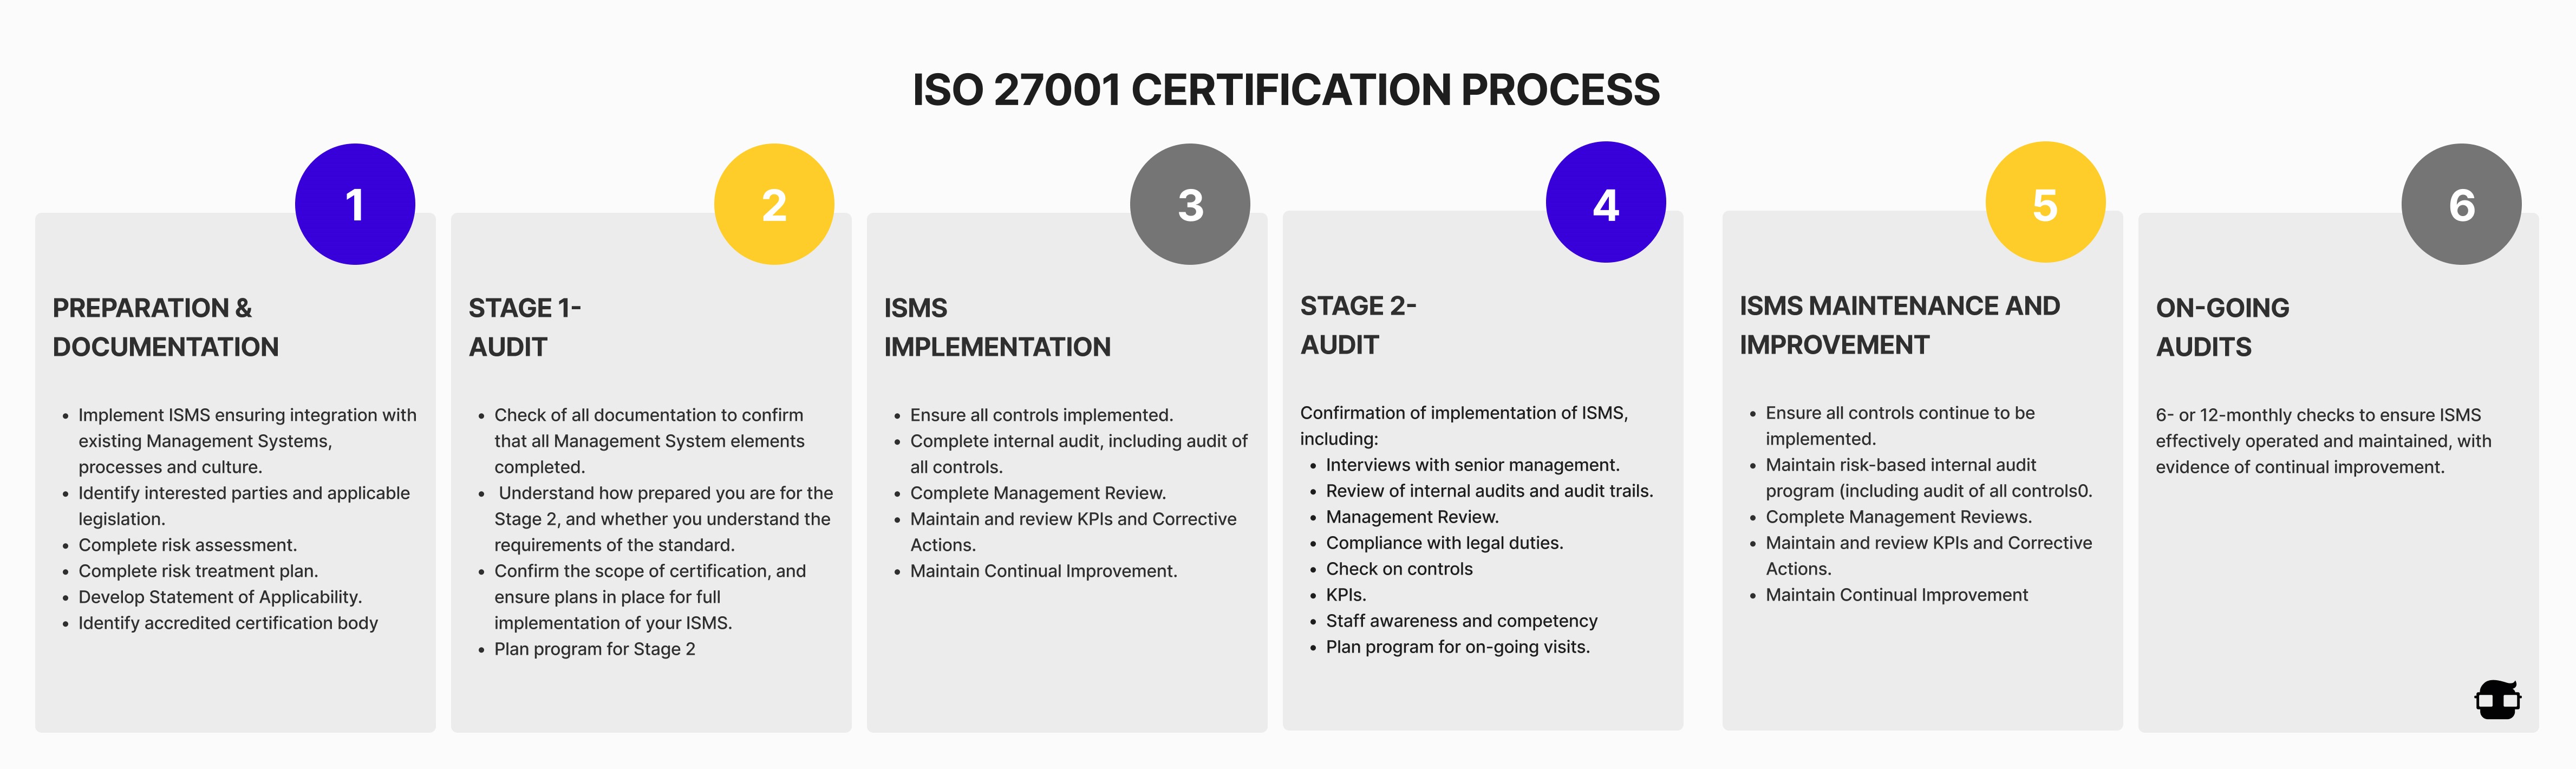 ISO 27001 CERTIFICATION PROCESS
1
PREPARATION &
DOCUMENTATION
• Implement ISMS ensuring integration with
existing Management Systems,
processes and culture.
• Identify interested parties and applicable
legislation.
• Complete risk assessment.
• Complete risk treatment plan.
• Develop Statement of Applicability.
• Identify accredited certification body
2
STAGE 1-
AUDIT
• Check of all documentation to confirm
that all Management System elements
completed.
• Understand how prepared you are for the
Stage 2, and whether you understand the
requirements of the standard.
• Confirm the scope of certification, and
ensure plans in place for full
implementation of your ISMS.
• Plan program for Stage 2
3
ISMS
IMPLEMENTATION
• Ensure all controls implemented.
• Complete internal audit, including audit of
all controls.
• Complete Management Review.
• Maintain and review KPIs and Corrective
Actions.
• Maintain Continual Improvement.
4
STAGE 2-
AUDIT
Confirmation of implementation of ISMS,
including:
• Interviews with senior management.
• Review of internal audits and audit trails.
• Management Review.
• Compliance with legal duties.
• Check on controls
• KPIs.
• Staff awareness and competency
• Plan program for on-going visits.
5
ISMS MAINTENANCE AND
IMPROVEMENT
• Ensure all controls continue to be
implemented.
• Maintain risk-based internal audit
program (including audit of all controls0.
• Complete Management Reviews.
• Maintain and review KPIs and Corrective
Actions.
• Maintain Continual Improvement
6
ON-GOING
AUDITS
6- or 12-monthly checks to ensure ISMS
effectively operated and maintained, with
evidence of continual improvement.